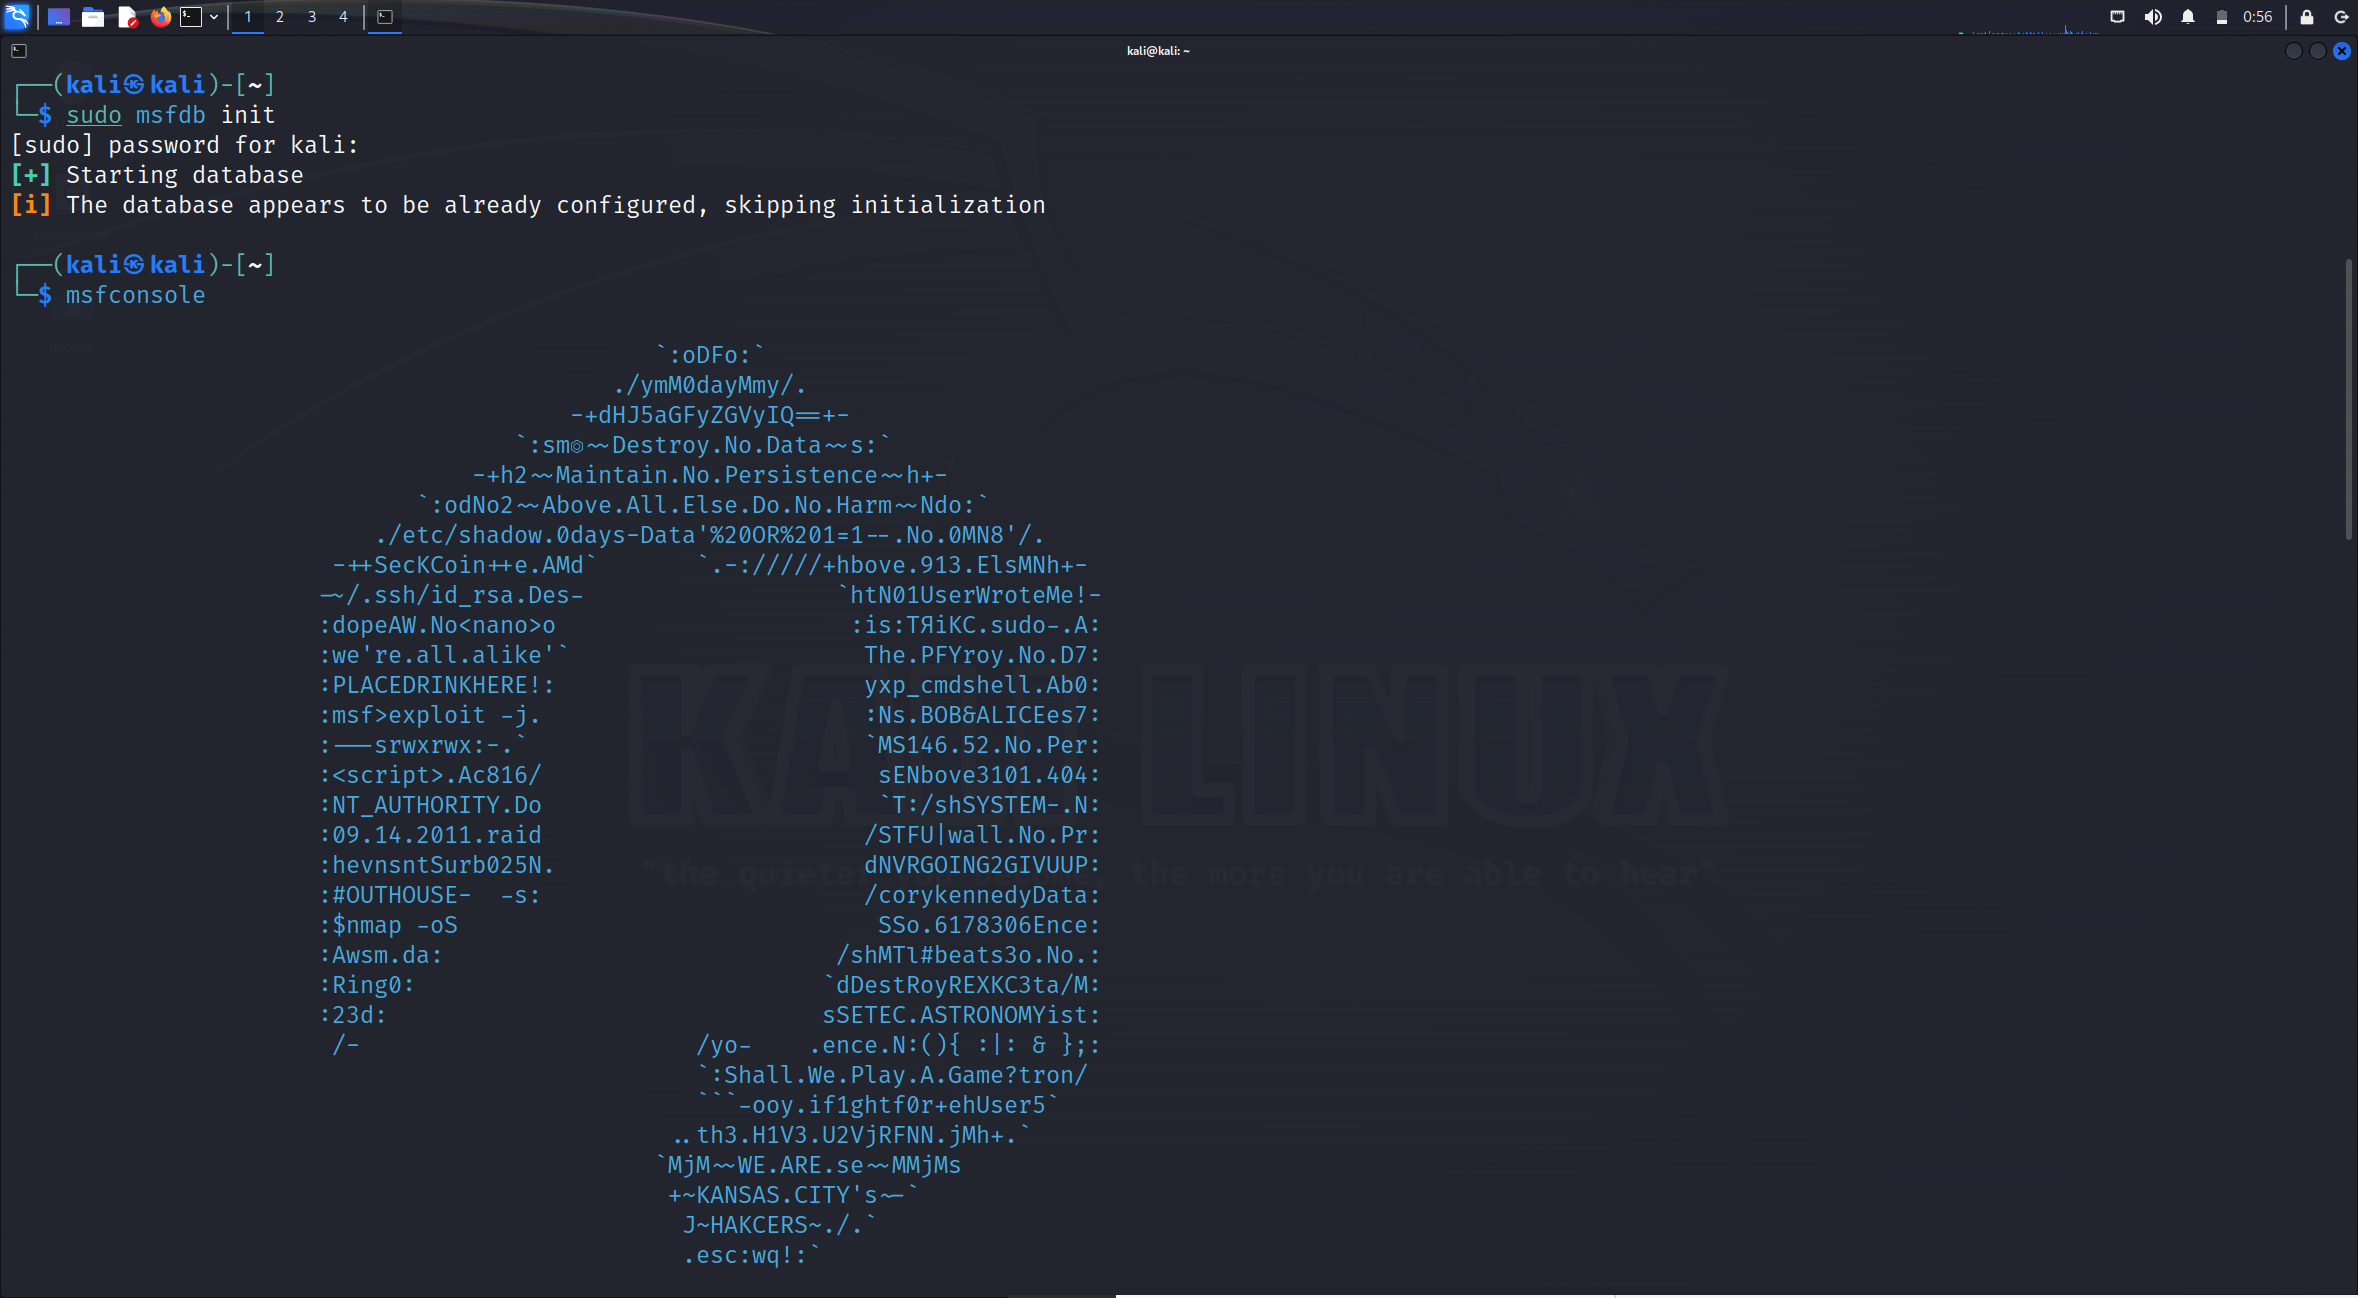 1 2 3 4 0:56
kali@kali: ~
┌──(kali㉿kali)-[~]
└─$ sudo msfdb init
[sudo] password for kali:
[+] Starting database
[i] The database appears to be already configured, skipping initialization
┌──(kali㉿kali)-[~]
└─$ msfconsole
Home
`:oDFo:`
./ymM0dayMmy/.
-+dHJ5aGFyZGVyIQ==+-
`:sm⏣~~Destroy.No.Data~~s:`
-+h2~~Maintain.No.Persistence~~h+-
`:odNo2~~Above.All.Else.Do.No.Harm~~Ndo:`
./etc/shadow.0days-Data'%20OR%201=1--.No.0MN8'/.
-++SecKCoin++e.AMd` `.-://///+hbove.913.ElsMNh+-
-~/.ssh/id_rsa.Des- `htN01UserWroteMe!-
:dopeAW.No<nano>o :is:TЯiKC.sudo-.A:
:we're.all.alike'` The.PFYroy.No.D7:
:PLACEDRINKHERE!: yxp_cmdshell.Ab0:
:msf>exploit -j. :Ns.BOB&ALICEes7:
:---srwxrwx:-.` `MS146.52.No.Per:
:<script>.Ac816/ sENbove3101.404:
:NT_AUTHORITY.Do `T:/shSYSTEM-.N:
:09.14.2011.raid /STFU|wall.No.Pr:
:hevnsntSurb025N. dNVRGOING2GIVUUP:
:#OUTHOUSE- -s: /corykennedyData:
:$nmap -oS SSo.6178306Ence:
:Awsm.da: /shMTl#beats3o.No.:
:Ring0: `dDestRoyREXKC3ta/M:
:23d: sSETEC.ASTRONOMYist:
/- /yo- .ence.N:(){ :|: & };:
`:Shall.We.Play.A.Game?tron/
```-ooy.if1ghtf0r+ehUser5`
..th3.H1V3.U2VjRFNN.jMh+.`
`MjM~~WE.ARE.se~~MMjMs
+~KANSAS.CITY's~-`
J~HAKCERS~./.`
.esc:wq!:`
KALI LINUX
"the quieter you become, the more you are able to hear"